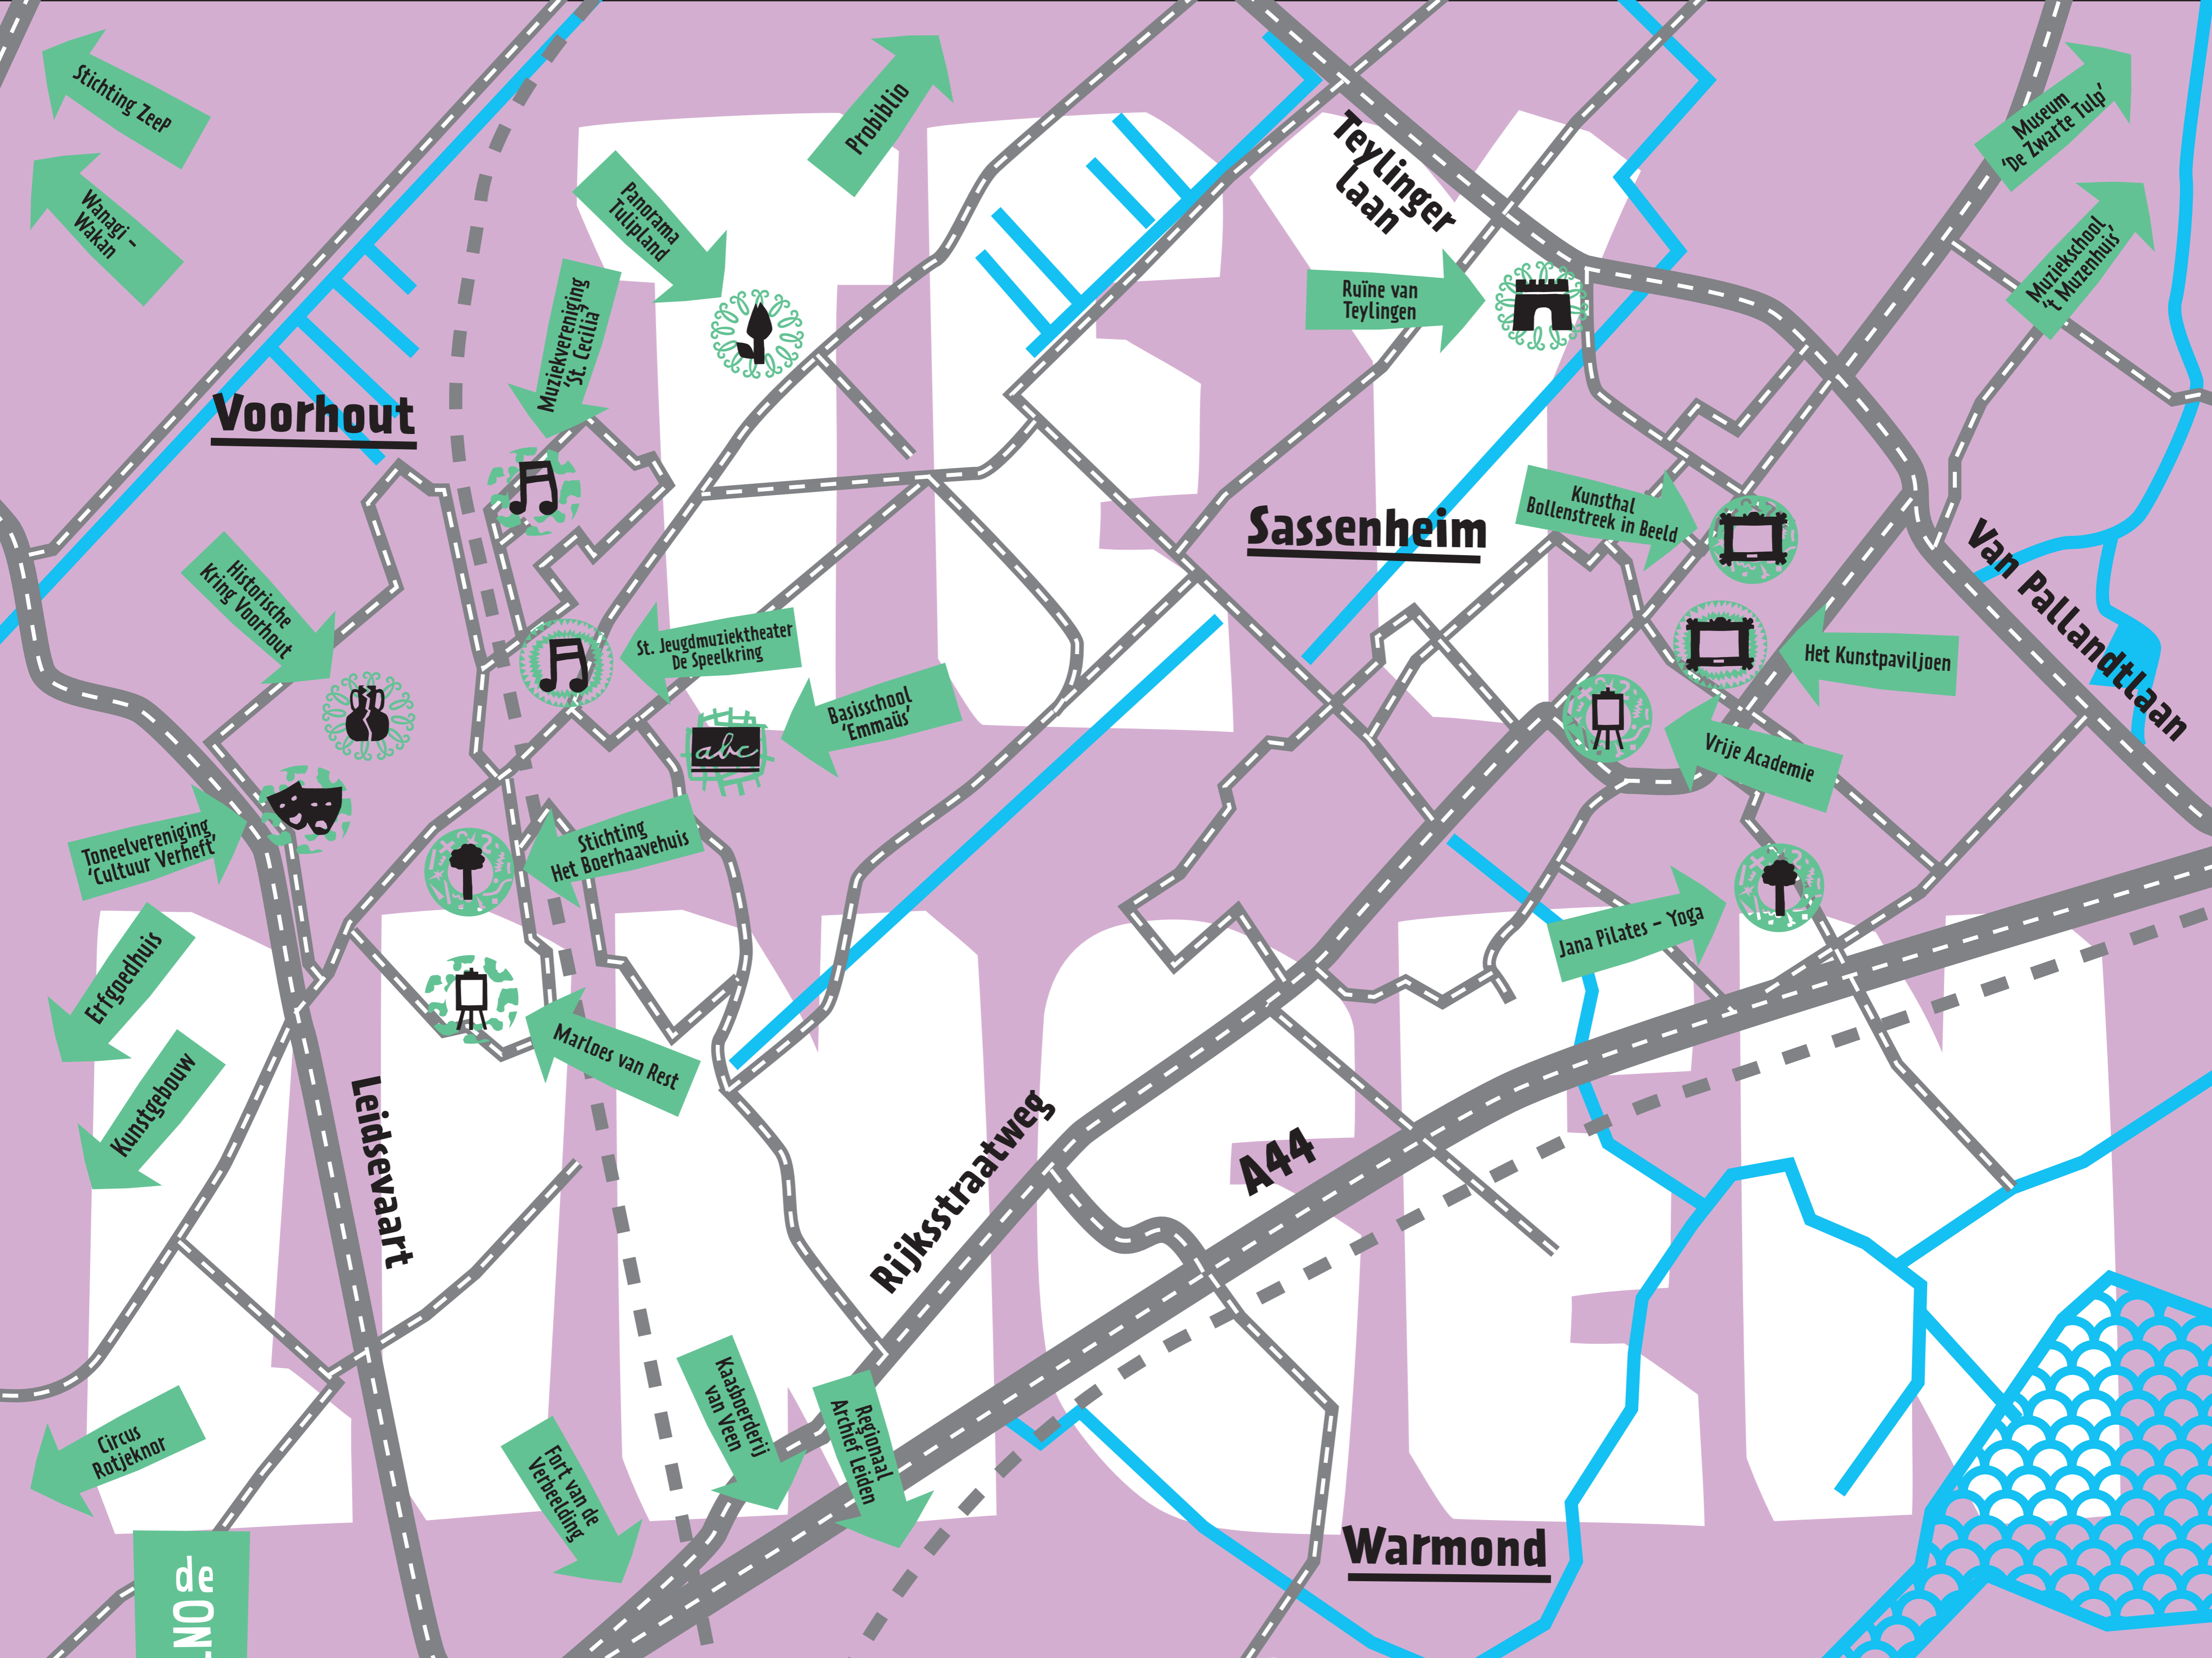 Stichting ZeeP
Probiblio
Museum
'De Zwarte Tulp'
Wanagi -
Wakan
Panorama
Tulipland
Teylinger
laan
Muziekschool
't Muzenhuis'
Muziekvereniging
'St. Cecilia'
Ruïne van
Teylingen
Voorhout
Sassenheim
Kunsthal
Bollenstreek in Beeld
Van Pallandtlaan
Historische
Kring Voorhout
St. Jeugdmuziektheater
De Speelkring
Het Kunstpaviljoen
Basisschool
'Emmaüs'
abc
Vrije Academie
Toneelvereniging
'Cultuur Verheft'
Stichting
Het Boerhaavehuis
Jana Pilates – Yoga
Erfgoedhuis
Marloes van Rest
Kunstgebouw
Leidsevaart
Rijksstraatweg
A44
Circus
Rotjeknor
Fort van de
Verbeelding
Kaasboerderij
van Veen
Regionaal
Archief Leiden
Warmond
de
NO